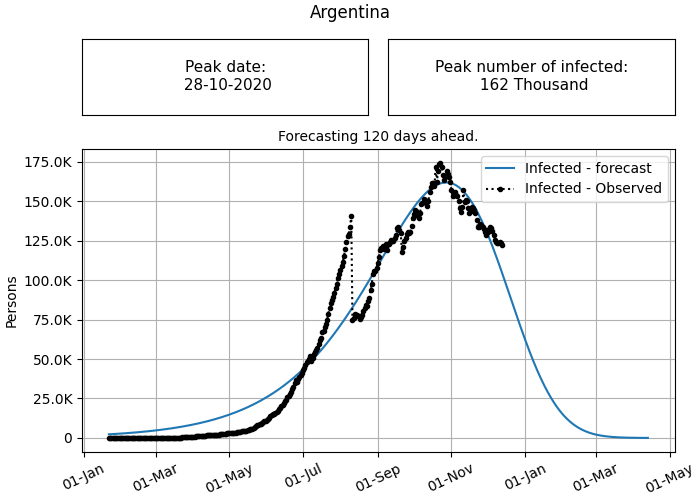 Argentina
Peak date:
28-10-2020
Peak number of infected:
162 Thousand
Forecasting 120 days ahead.
Infected - forecast
Infected - Observed
175.0K
150.0K
125.0K
100.0K
75.0K
50.0K
25.0K
0
Persons
01-Jan
01-Mar
01-May
01-Jul
01-Sep
01-Nov
01-Jan
01-Mar
01-May